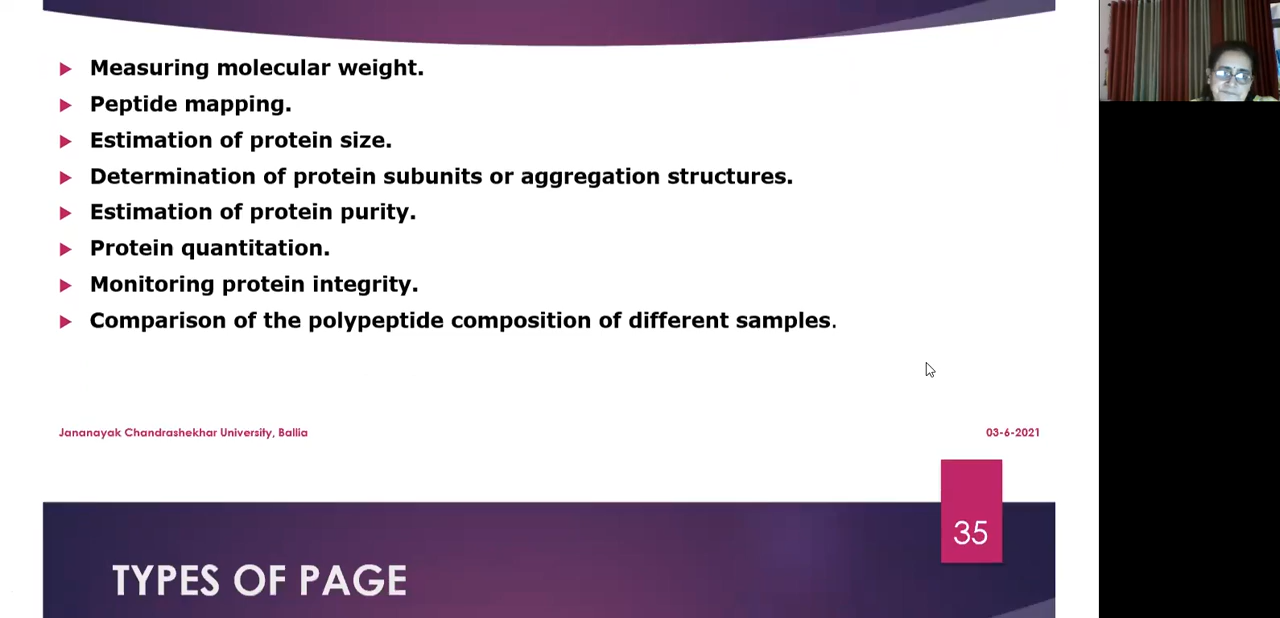 Measuring molecular weight.
Peptide mapping.
Estimation of protein size.
Determination of protein subunits or aggregation structures.
Estimation of protein purity.
Protein quantitation.
Monitoring protein integrity.
Comparison of the polypeptide composition of different samples.
Jananayak Chandrashekhar University, Ballia
03-6-2021
35
TYPES OF PAGE